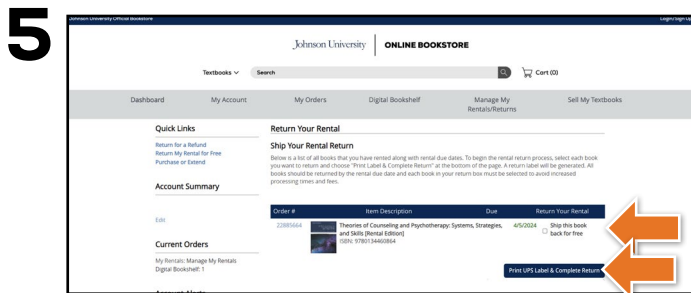 5
Johnson University Official Bookstore
Login/Sign Up
Johnson University ONLINE BOOKSTORE
Textbooks
Search
Cart (0)
Dashboard My Account My Orders Digital Bookshelf Manage My Rentals/Returns Sell My Textbooks
Quick Links
Return for a Refund
Return My Rental for Free
Purchase or Extend
Account Summary
Edit
Current Orders
My Rentals: Manage My Rentals
Digital Bookshelf: 1
Account Alerts
Return Your Rental
Ship Your Rental Return
Below is a list of all books that you have rented along with rental due dates. To begin the rental return process, select each book
you want to return and choose "Print Label & Complete Return" at the bottom of the page. A return label will be generated. All
books should be returned by the rental due date and each book in your return box must be selected to avoid increased
processing times and fees.
Order # Item Description Due Return Your Rental
22885664 Theories of Counseling and Psychotherapy: Systems, Strategies, 4/5/2024 Ship this book
and Skills [Rental Edition] back for free
ISBN: 9780134460864
Print UPS Label & Complete Return